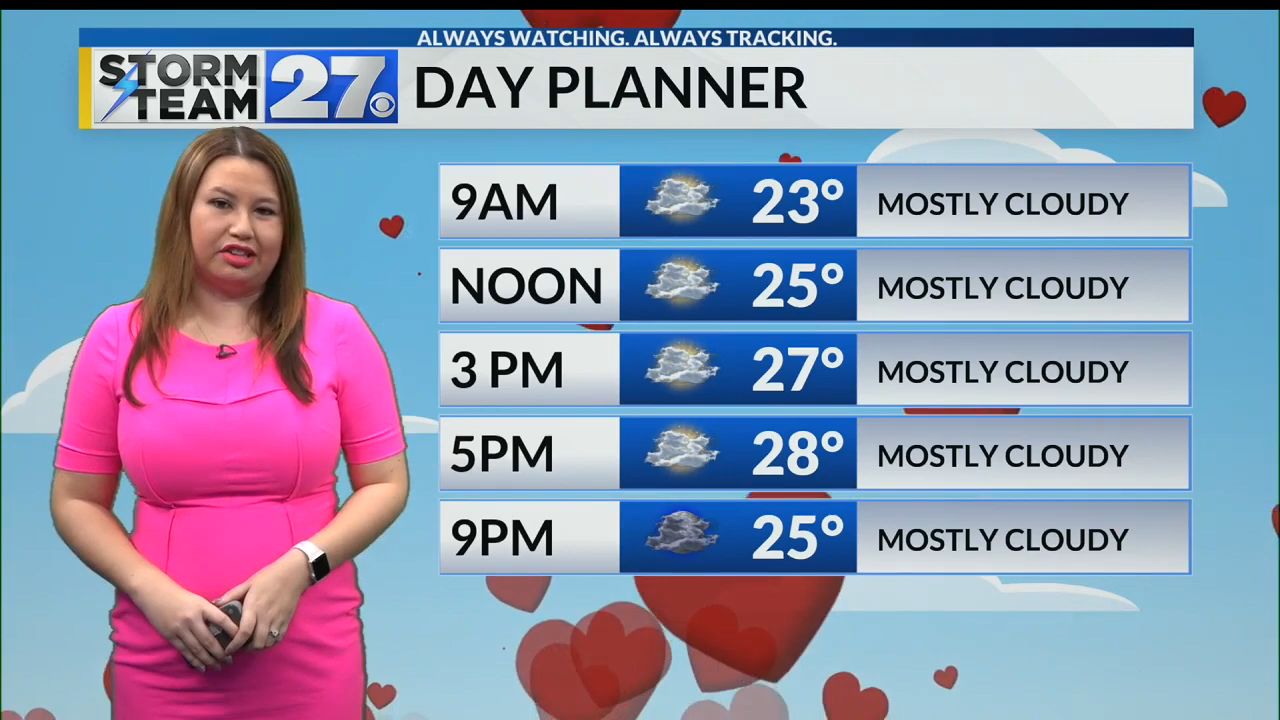 ALWAYS WATCHING. ALWAYS TRACKING.
STORM TEAM 27 DAY PLANNER
9AM 23° MOSTLY CLOUDY
NOON 25° MOSTLY CLOUDY
3 PM 27° MOSTLY CLOUDY
5PM 28° MOSTLY CLOUDY
9PM 25° MOSTLY CLOUDY